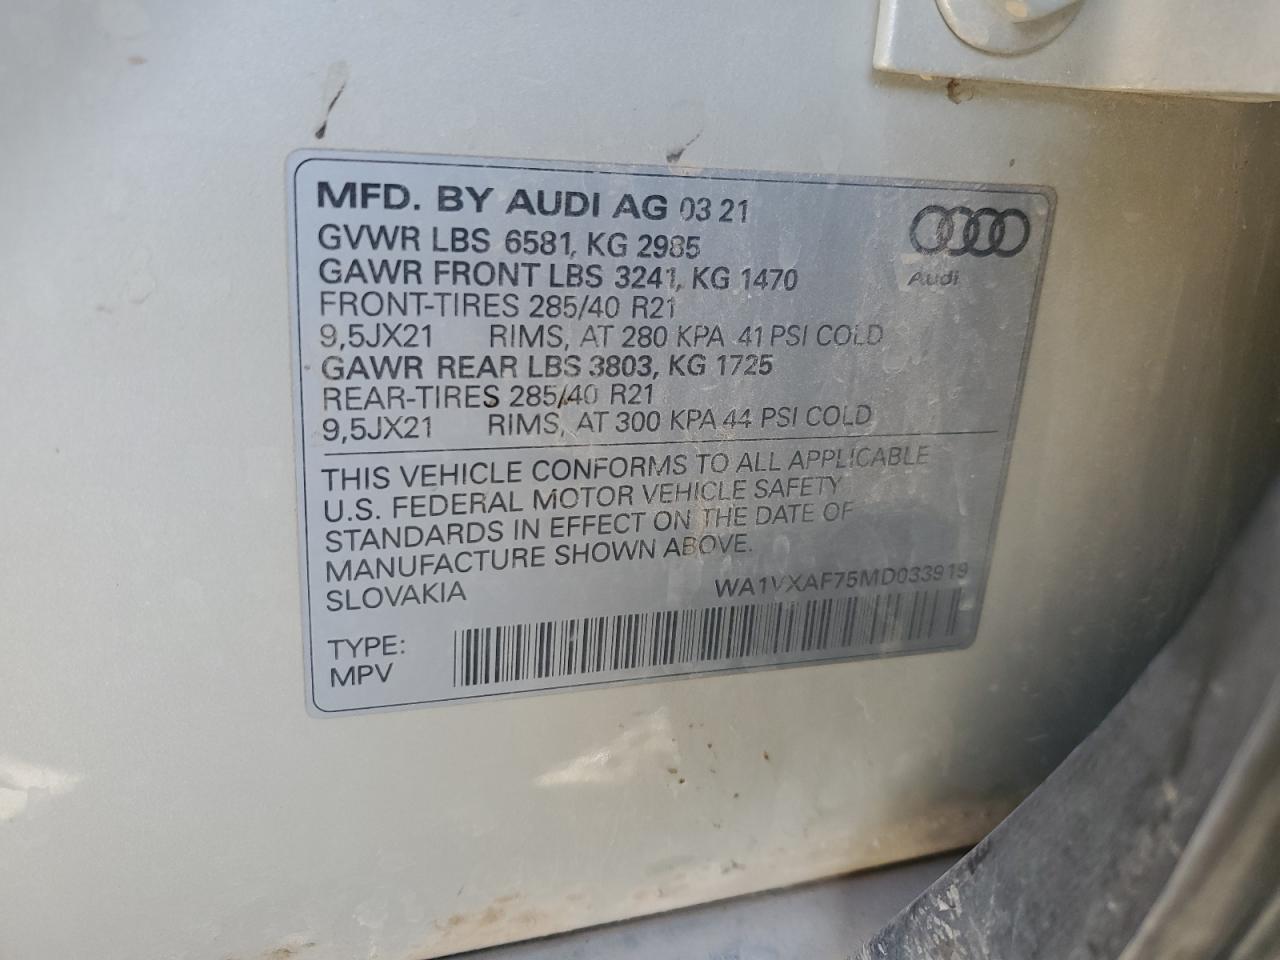 MFD. BY AUDI AG 03 21
GVWR LBS 6581, KG 2985
GAWR FRONT LBS 3241, KG 1470
FRONT-TIRES 285/40 R21
9,5JX21 RIMS, AT 280 KPA 41 PSI COLD
GAWR REAR LBS 3803, KG 1725
REAR-TIRES 285/40 R21
9,5JX21 RIMS, AT 300 KPA 44 PSI COLD
Audi
THIS VEHICLE CONFORMS TO ALL APPLICABLE
U.S. FEDERAL MOTOR VEHICLE SAFETY
STANDARDS IN EFFECT ON THE DATE OF
MANUFACTURE SHOWN ABOVE.
SLOVAKIA WA1VXAF75MD033919
TYPE:
MPV